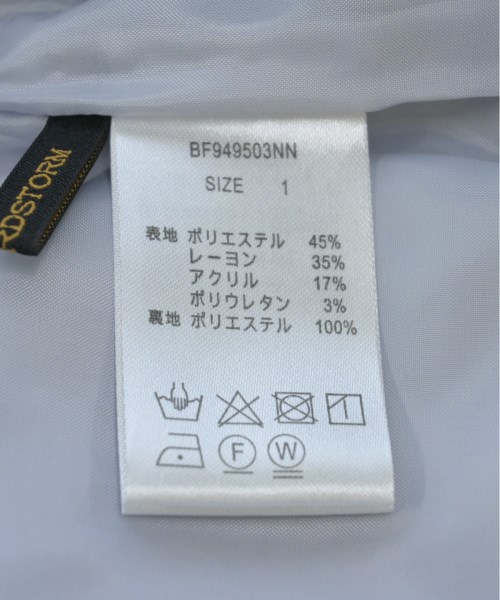 RDSTORM
BF949503NN
SIZE 1
表地 ポリエステル 45%
レーヨン 35%
アクリル 17%
ポリウレタン 3%
裏地 ポリエステル 100%
F W